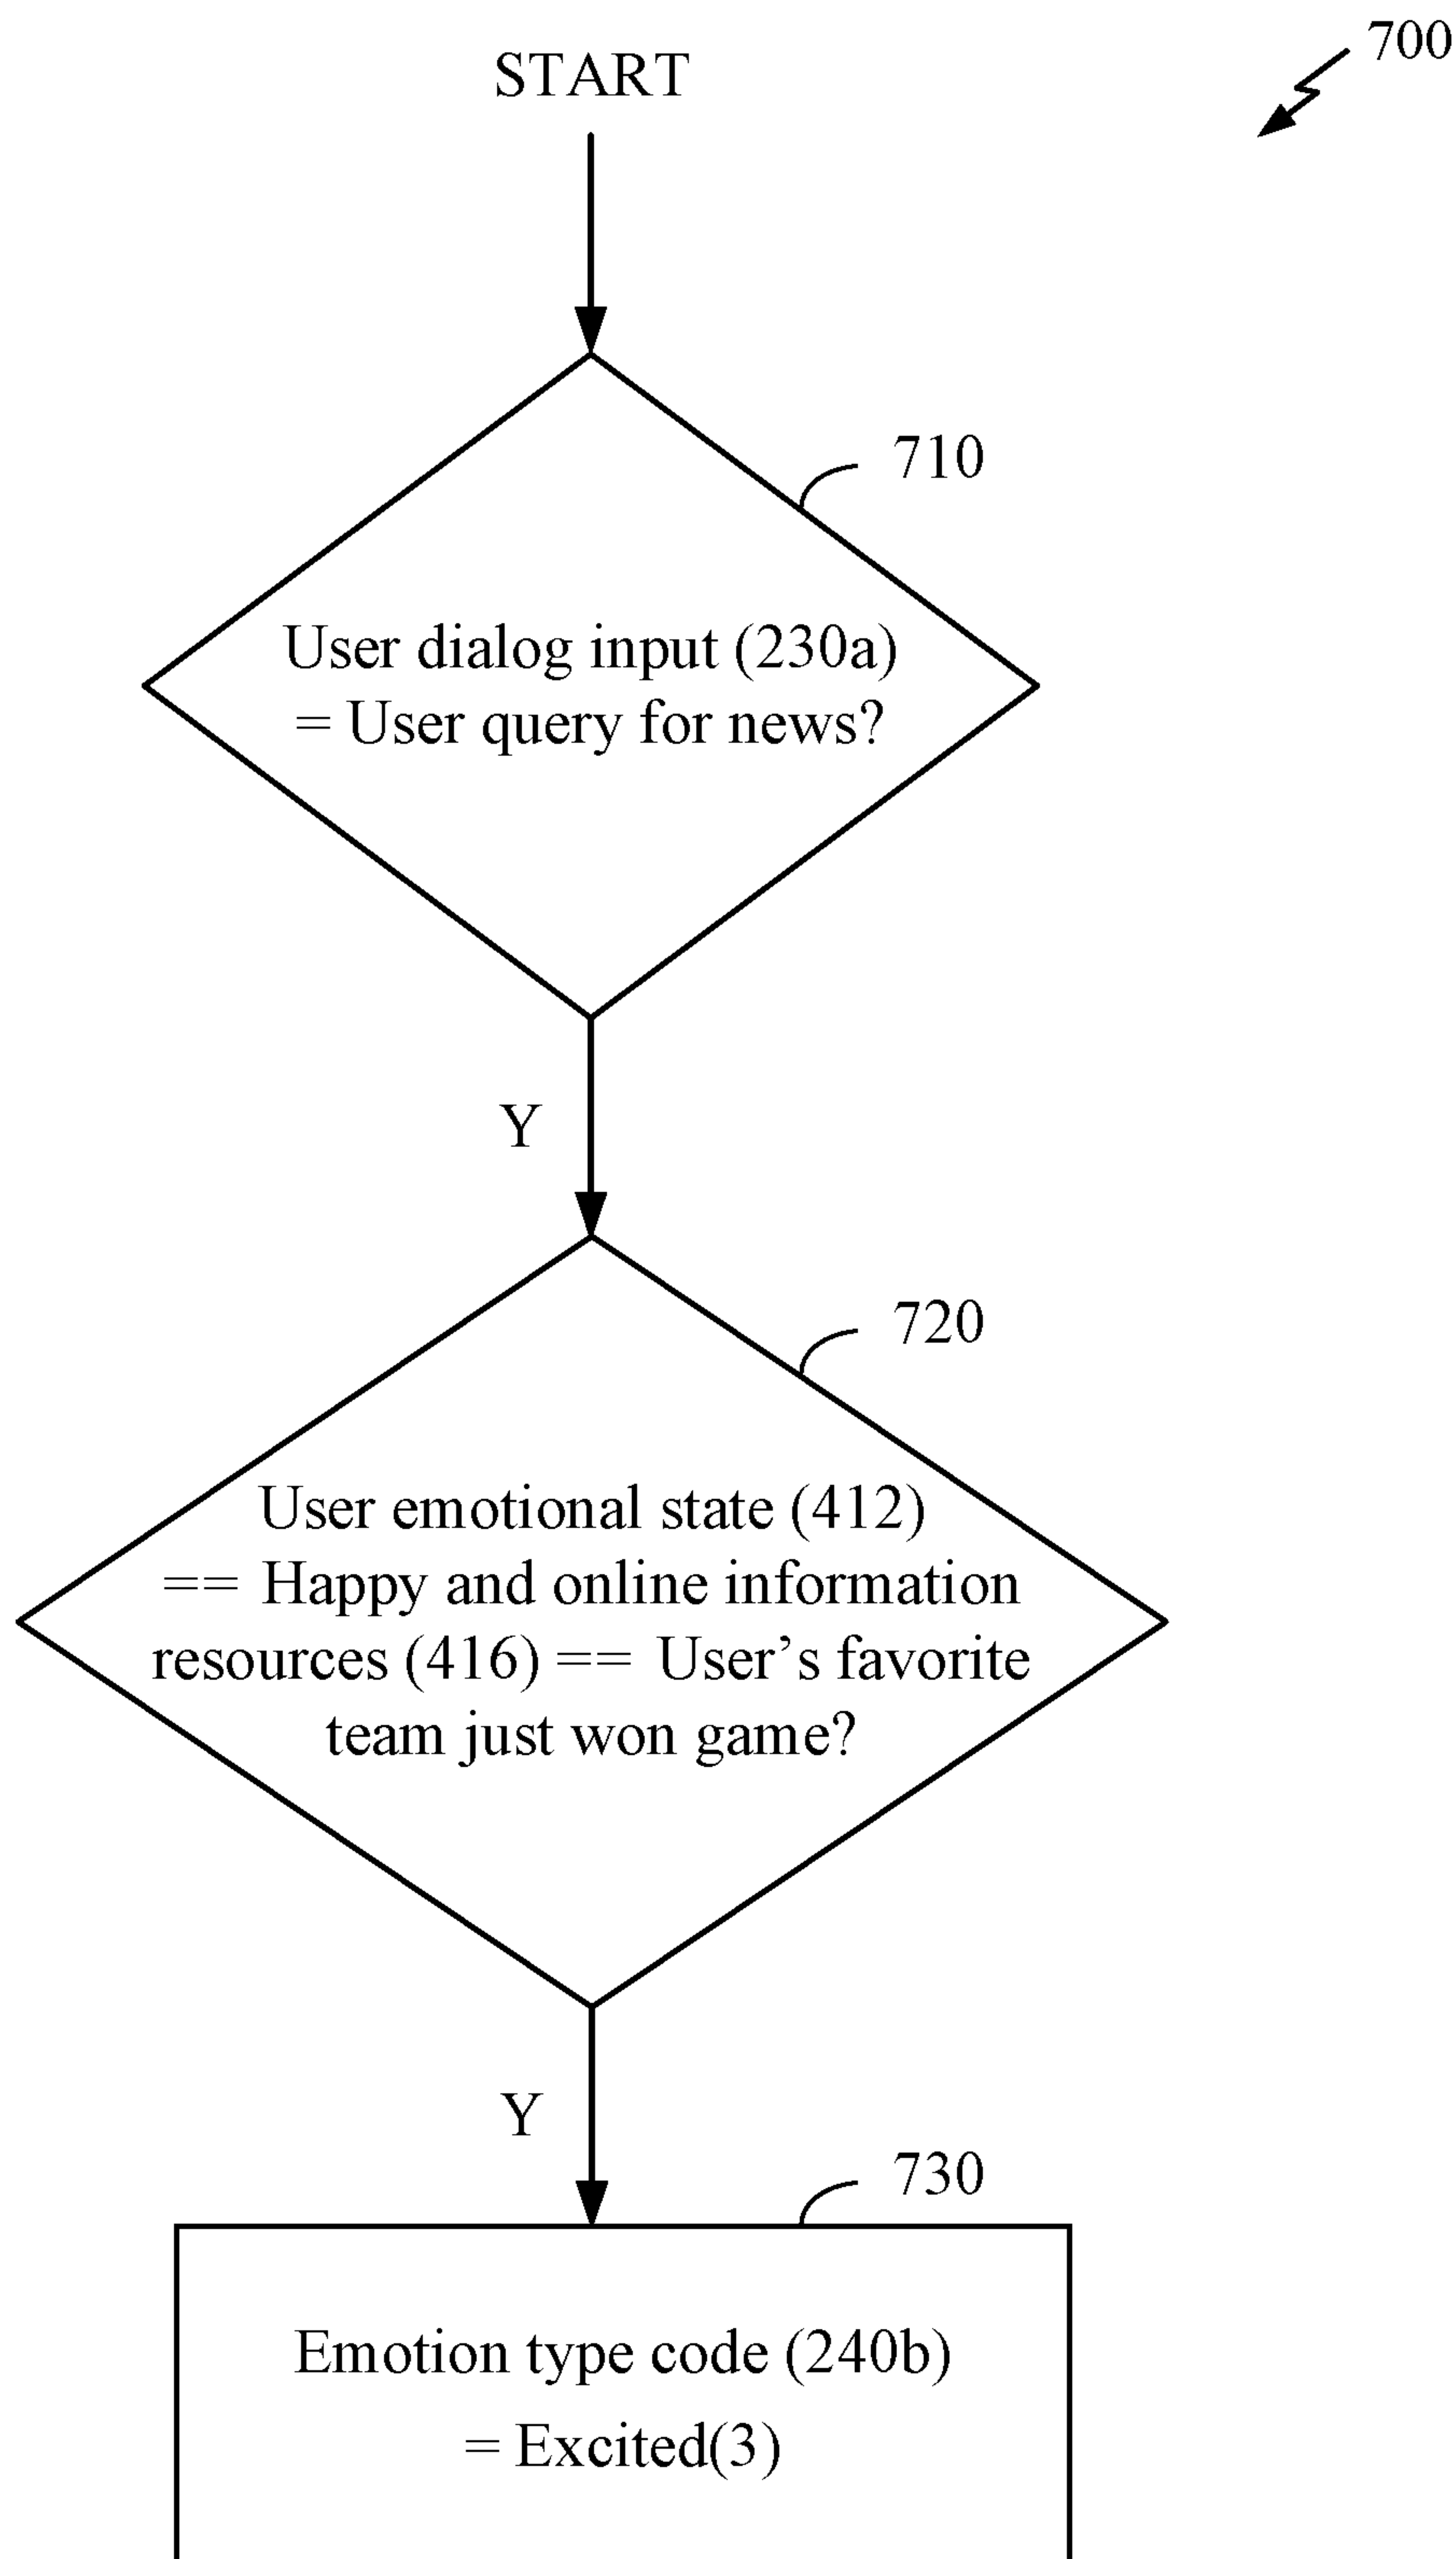 700
START
710
User dialog input (230a)
= User query for news?
Y
720
User emotional state (412)
== Happy and online information
resources (416) == User’s favorite
team just won game?
Y
730
Emotion type code (240b)
= Excited(3)